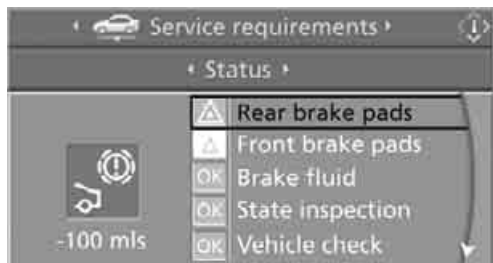 Service requirements
Status
Rear brake pads
Front brake pads
OK Brake fluid
OK State inspection
OK Vehicle check
-100 mls